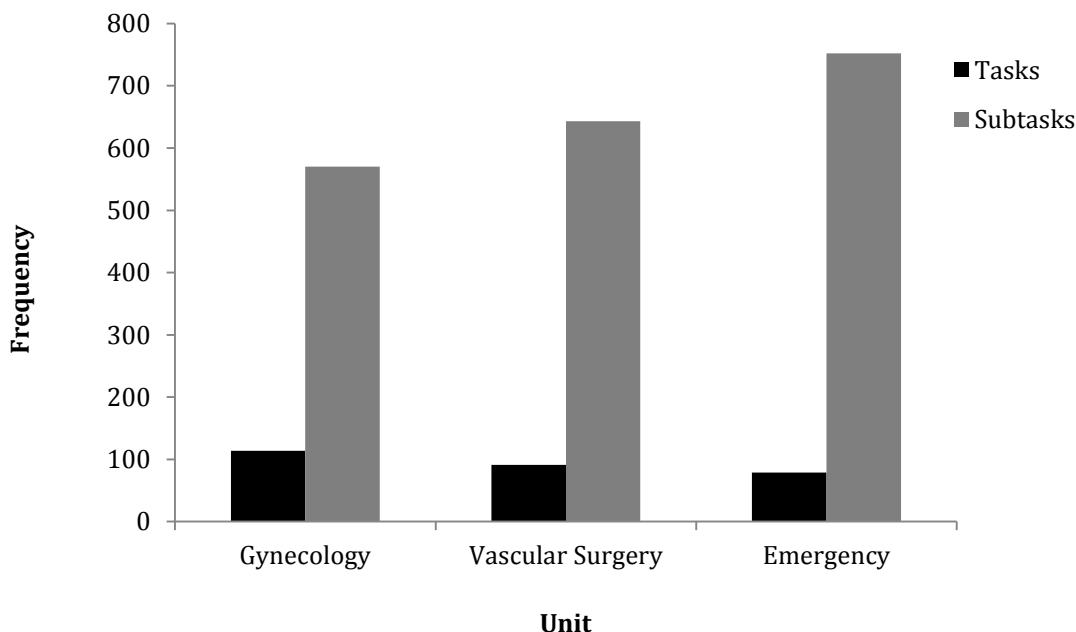 800
700
600
500
400
300
200
100
0
Frequency
Tasks
Subtasks
Gynecology
Vascular Surgery
Emergency
Unit